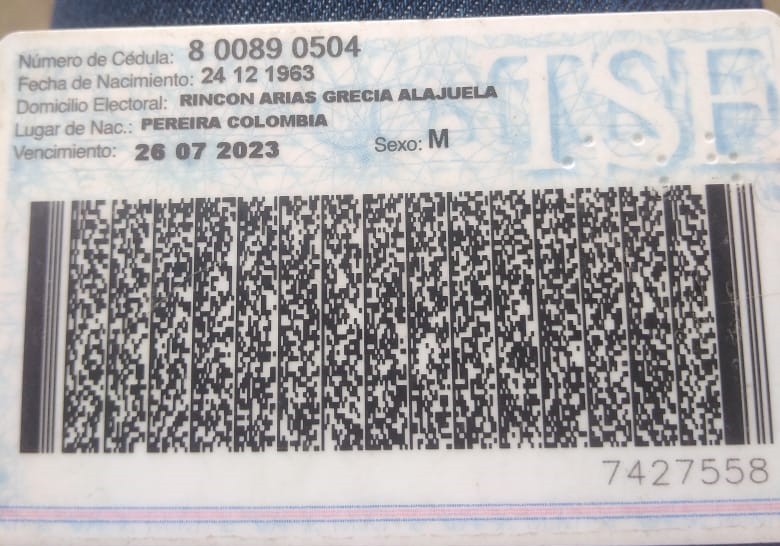 Número de Cédula: 8 0089 0504
Fecha de Nacimiento: 24 12 1963
Domicilio Electoral: RINCON ARIAS GRECIA ALAJUELA
Lugar de Nac.: PEREIRA COLOMBIA
Vencimiento: 26 07 2023 Sexo: M
TSE
7427558